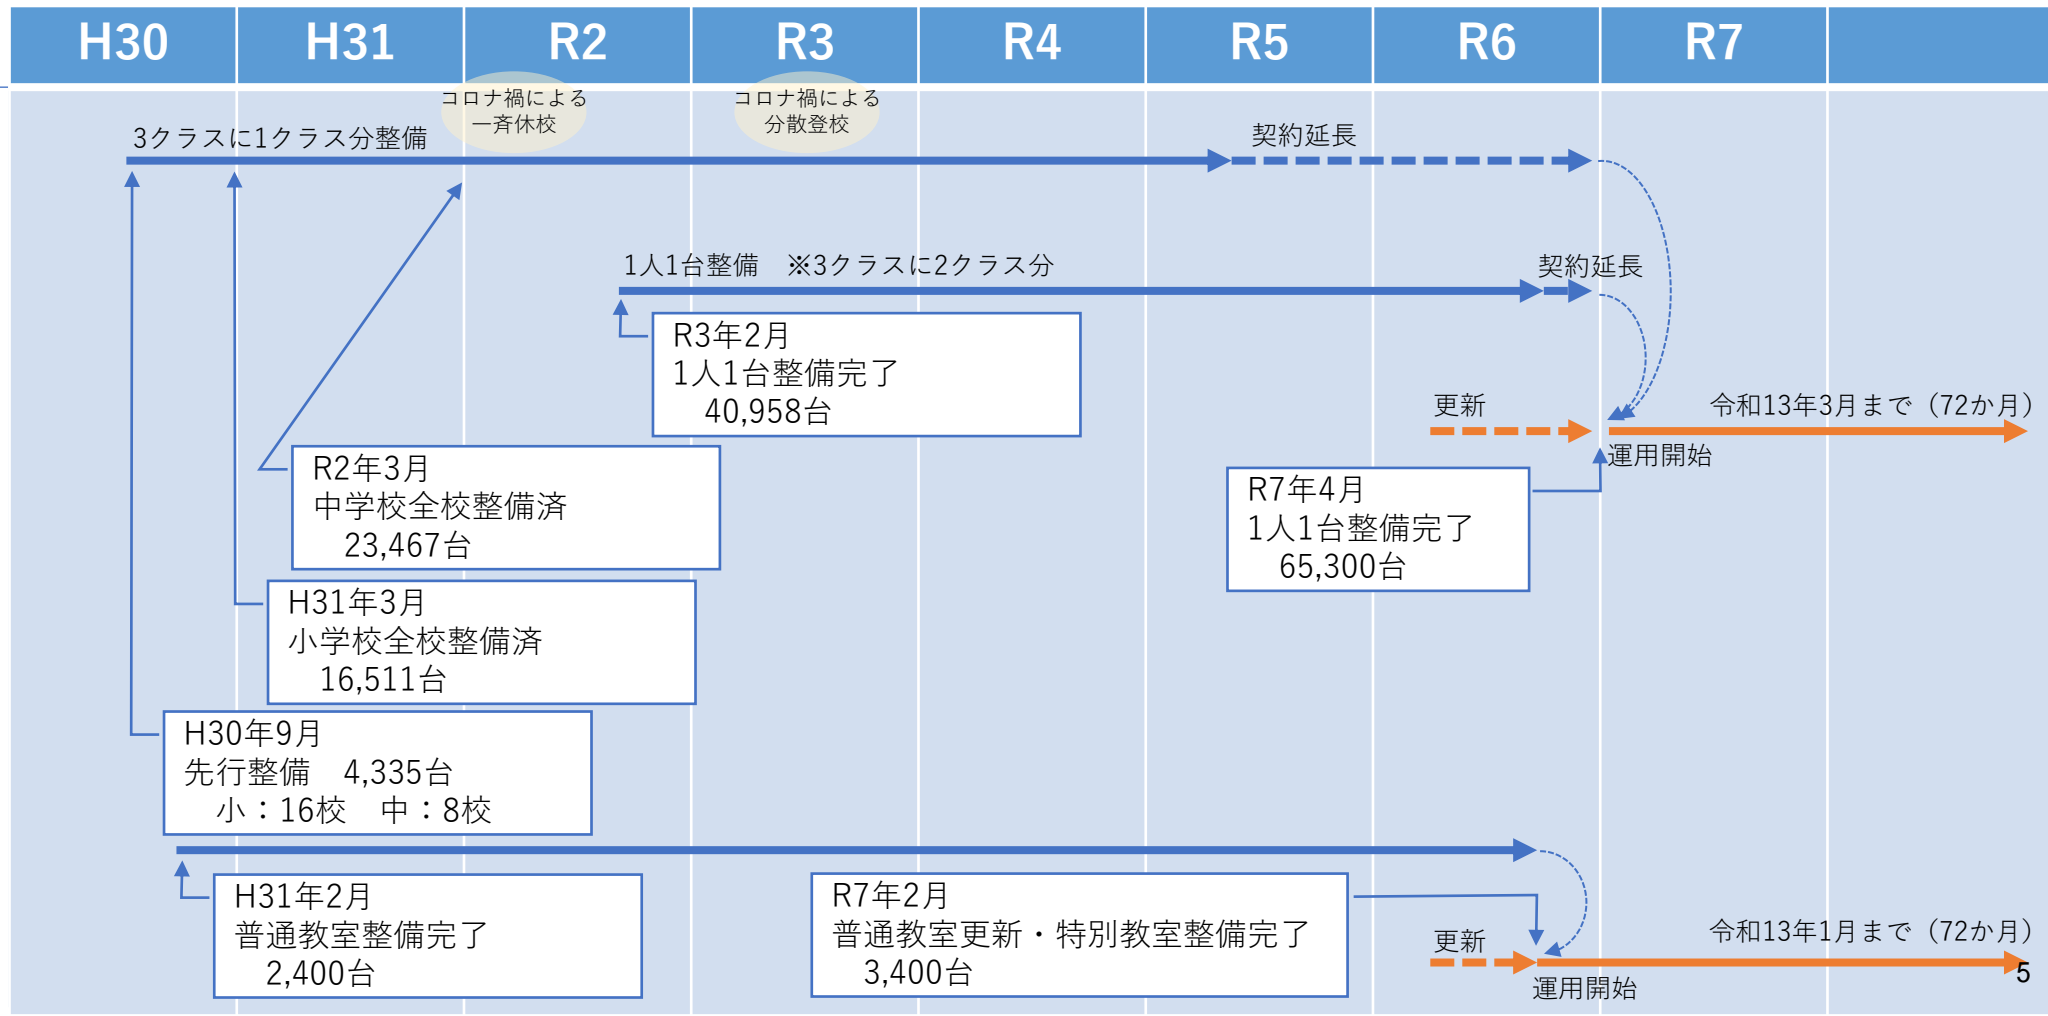 H30 H31 R2 R3 R4 R5 R6 R7
コロナ禍による
一斉休校
コロナ禍による
分散登校
3クラスに1クラス分整備
契約延長
1人1台整備　※3クラスに2クラス分
契約延長
R3年2月
1人1台整備完了
40,958台
更新
令和13年3月まで（72か月）
運用開始
R2年3月
中学校全校整備済
23,467台
R7年4月
1人1台整備完了
65,300台
H31年3月
小学校全校整備済
16,511台
H30年9月
先行整備　4,335台
小：16校　中：8校
H31年2月
普通教室整備完了
2,400台
R7年2月
普通教室更新・特別教室整備完了
3,400台
更新
令和13年1月まで（72か月）
運用開始
5